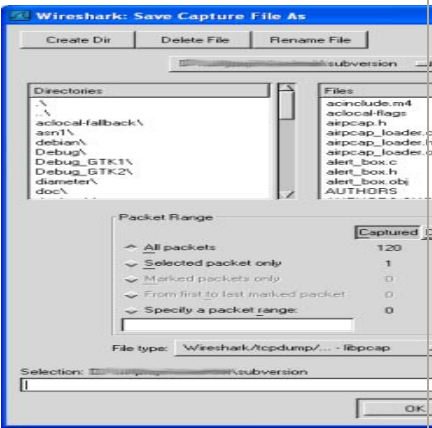 Wireshark: Save Capture File As
Create Dir Delete File Rename File
\subversion
Directories Files
.\
..\
aclocal-fallback\
asn1\
debian\
Debug\
Debug_GTK1\
Debug_GTK2\
diameter\
doc\
acinclude.m4
aclocal-flags
airpcap.h
airpcap_loader.
airpcap_loader.h
airpcap_loader.o
alert_box.c
alert_box.h
alert_box.obj
AUTHORS
Packet Range
Captured
All packets 120
Selected packet only 1
Marked packets only 0
From first to last marked packet 0
Specify a packet range: 0
File type: Wireshark/tcpdump/... - libpcap
Selection: \subversion
OK